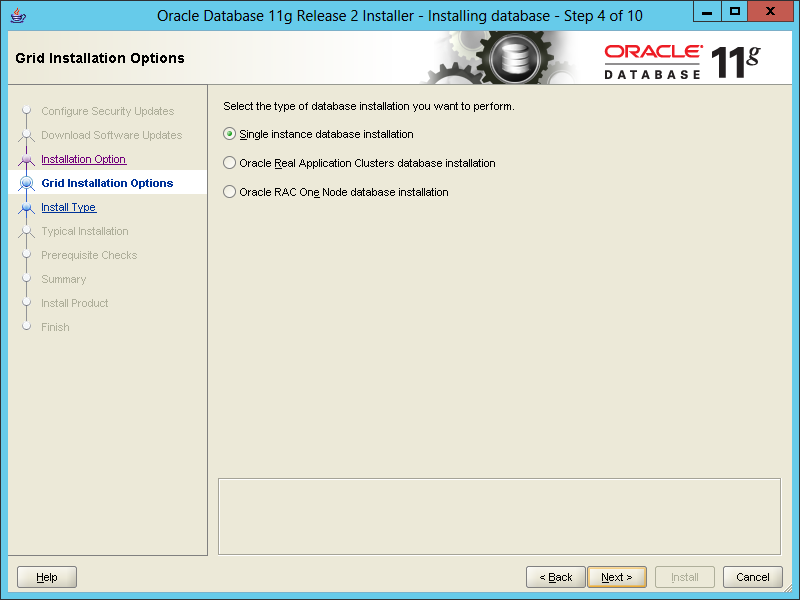 Oracle Database 11g Release 2 Installer - Installing database - Step 4 of 10
Grid Installation Options
ORACLE
DATABASE 11g
Configure Security Updates
Download Software Updates
Installation Option
Grid Installation Options
Install Type
Typical Installation
Prerequisite Checks
Summary
Install Product
Finish
Select the type of database installation you want to perform.
Single instance database installation
Oracle Real Application Clusters database installation
Oracle RAC One Node database installation
Help
< Back
Next >
Install
Cancel